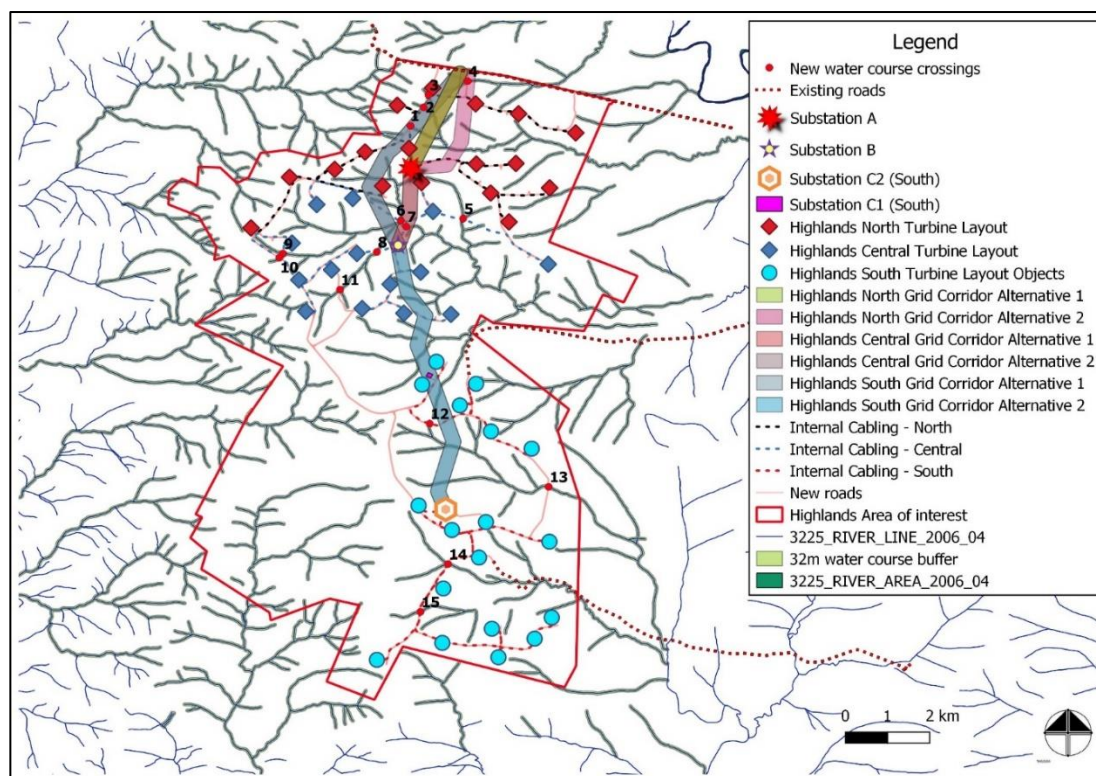 Legend
New water course crossings
Existing roads
Substation A
Substation B
Substation C2 (South)
Substation C1 (South)
Highlands North Turbine Layout
Highlands Central Turbine Layout
Highlands South Turbine Layout Objects
Highlands North Grid Corridor Alternative 1
Highlands North Grid Corridor Alternative 2
Highlands Central Grid Corridor Alternative 1
Highlands Central Grid Corridor Alternative 2
Highlands South Grid Corridor Alternative 1
Highlands South Grid Corridor Alternative 2
Internal Cabling - North
Internal Cabling - Central
Internal Cabling - South
New roads
Highlands Area of interest
3225_RIVER_LINE_2006_04
32m water course buffer
3225_RIVER_AREA_2006_04
4
3
2
1
6
5
7
8
9
10
11
12
13
14
15
0 1 2 km